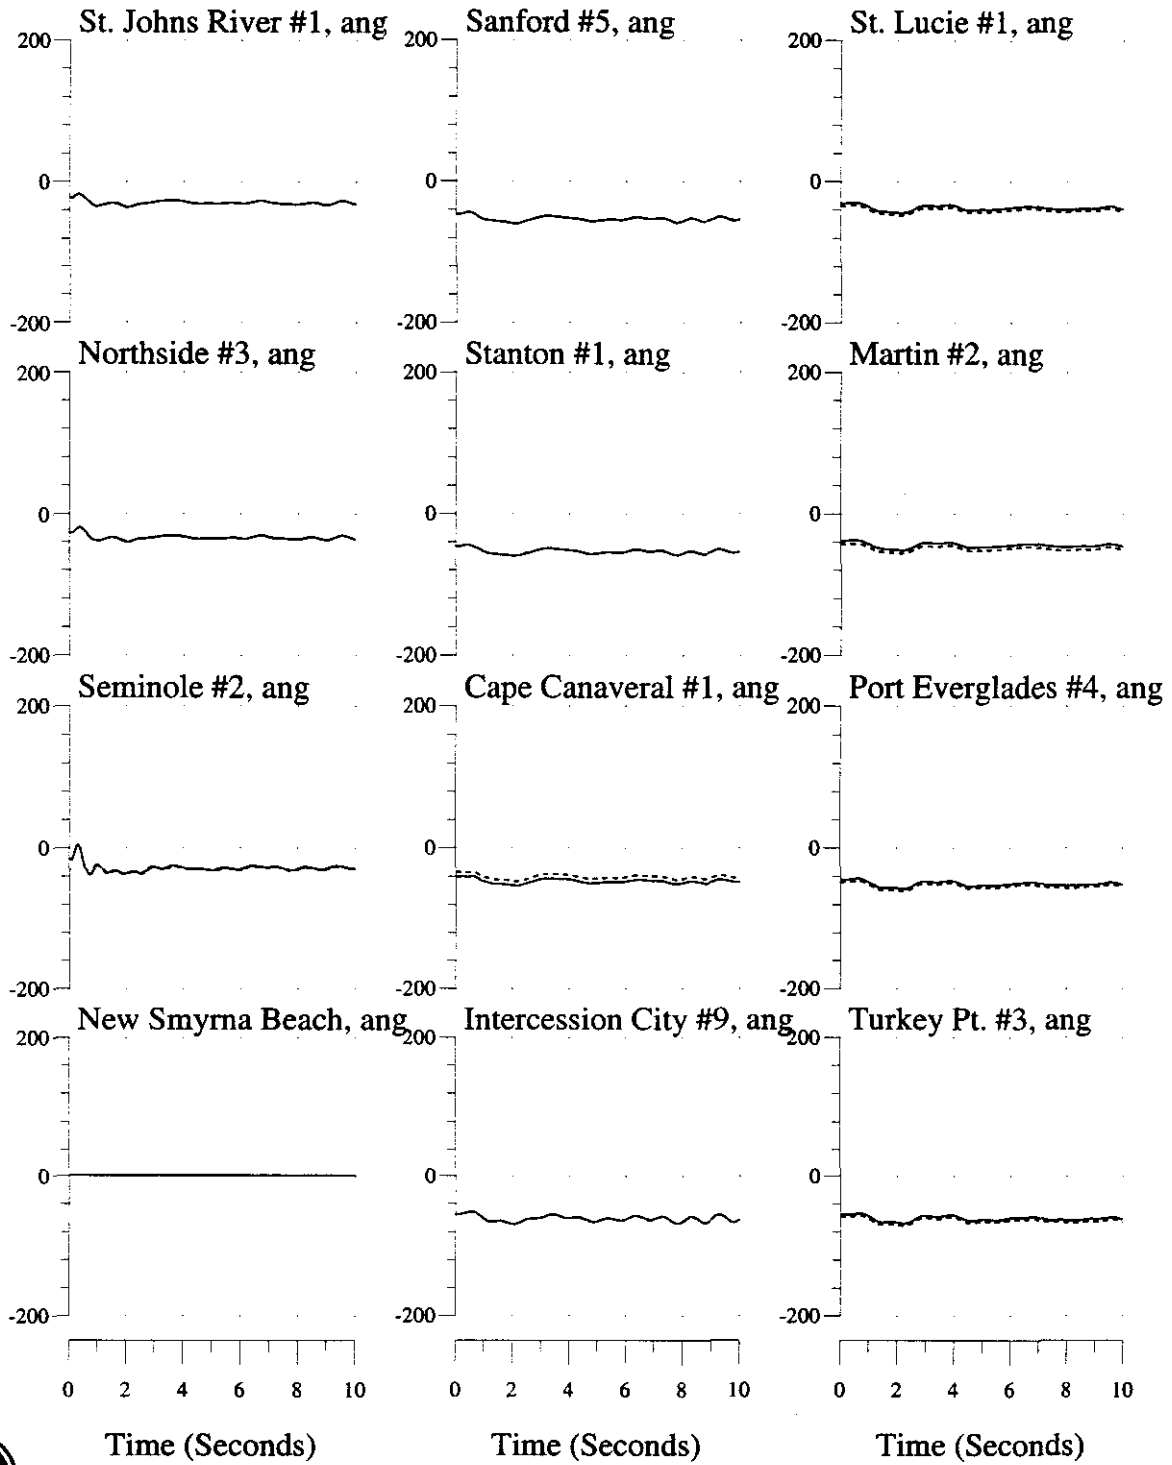 St. Johns River #1, ang
Sanford #5, ang
St. Lucie #1, ang
200
0
-200
200
0
-200
200
0
-200
Northside #3, ang
Stanton #1, ang
Martin #2, ang
200
0
-200
200
0
-200
200
0
-200
Seminole #2, ang
Cape Canaveral #1, ang
Port Everglades #4, ang
200
0
-200
200
0
-200
200
0
-200
New Smyrna Beach, ang
Intercession City #9, ang
Turkey Pt. #3, ang
200
0
-200
200
0
-200
200
0
-200
0 2 4 6 8 10
0 2 4 6 8 10
0 2 4 6 8 10
Time (Seconds)
Time (Seconds)
Time (Seconds)